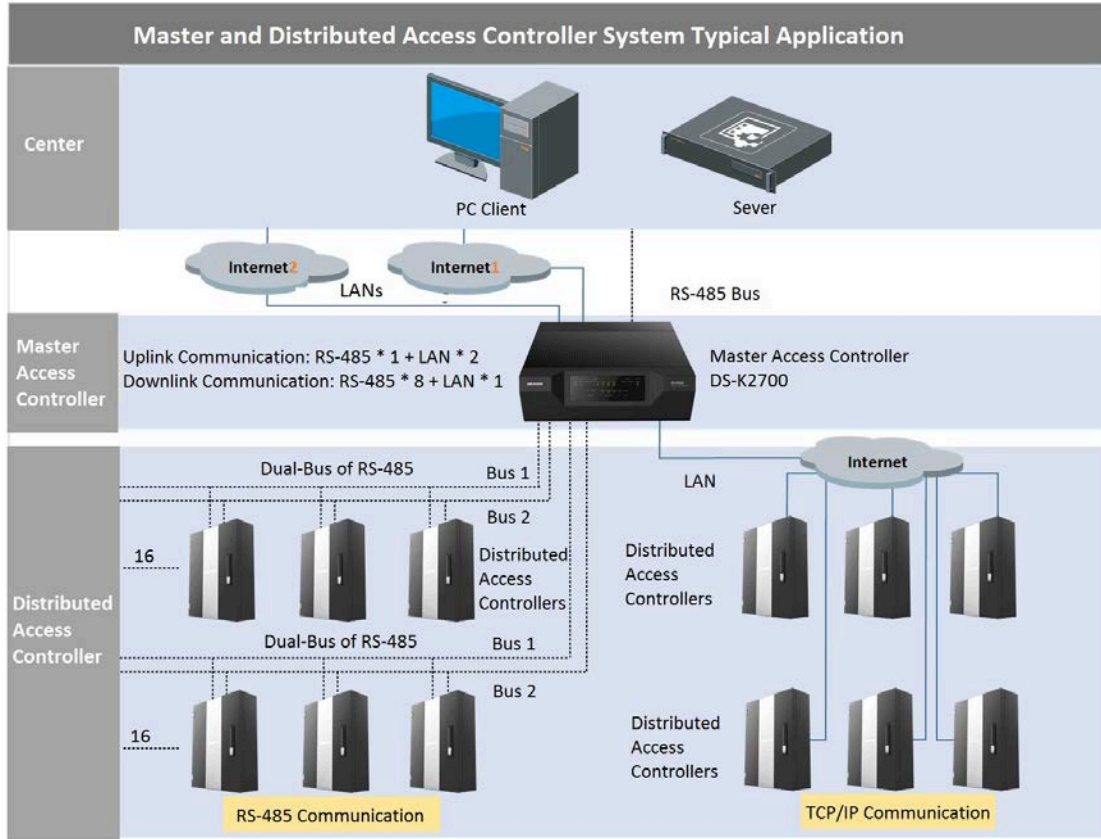 Master and Distributed Access Controller System Typical Application
Center
PC Client
Sever
Internet2
Internet1
LANs
RS-485 Bus
Master
Access
Controller
Uplink Communication: RS-485 * 1 + LAN * 2
Downlink Communication: RS-485 * 8 + LAN * 1
Master Access Controller
DS-K2700
Dual-Bus of RS-485
Bus 1
Bus 2
16
Distributed
Access
Controllers
LAN
Internet
Distributed
Access
Controllers
Distributed
Access
Controller
Dual-Bus of RS-485
Bus 1
Bus 2
16
Distributed
Access
Controllers
RS-485 Communication
TCP/IP Communication